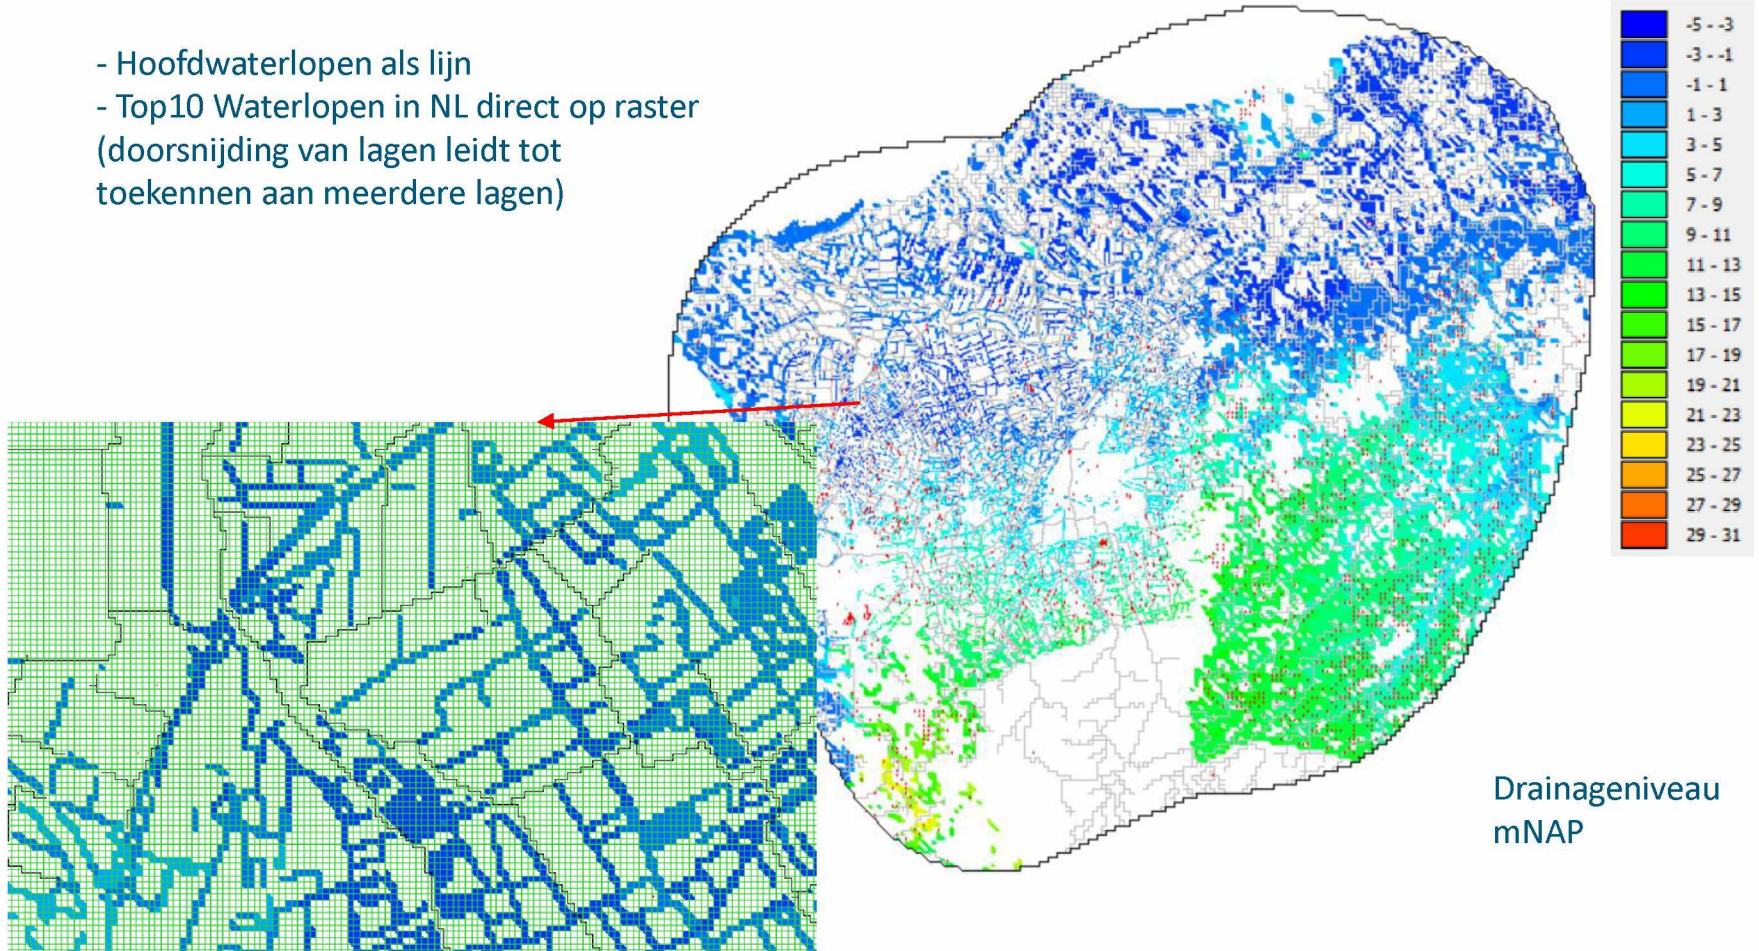 - Hoofdwaterlopen als lijn
- Top10 Waterlopen in NL direct op raster
(doorsnijding van lagen leidt tot
toekennen aan meerdere lagen)
-5 - -3
-3 - -1
-1 - 1
1 - 3
3 - 5
5 - 7
7 - 9
9 - 11
11 - 13
13 - 15
15 - 17
17 - 19
19 - 21
21 - 23
23 - 25
25 - 27
27 - 29
29 - 31
Drainageniveau
mNAP